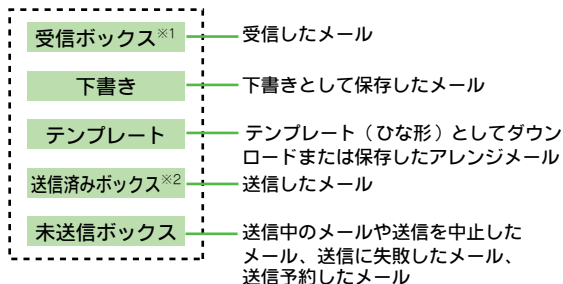 受信ボックス※1 受信したメール
下書き 下書きとして保存したメール
テンプレート テンプレート（ひな形）としてダウン
ロードまたは保存したアレンジメール
送信済みボックス※2 送信したメール
未送信ボックス 送信中のメールや送信を中止した
メール、送信に失敗したメール、
送信予約したメール